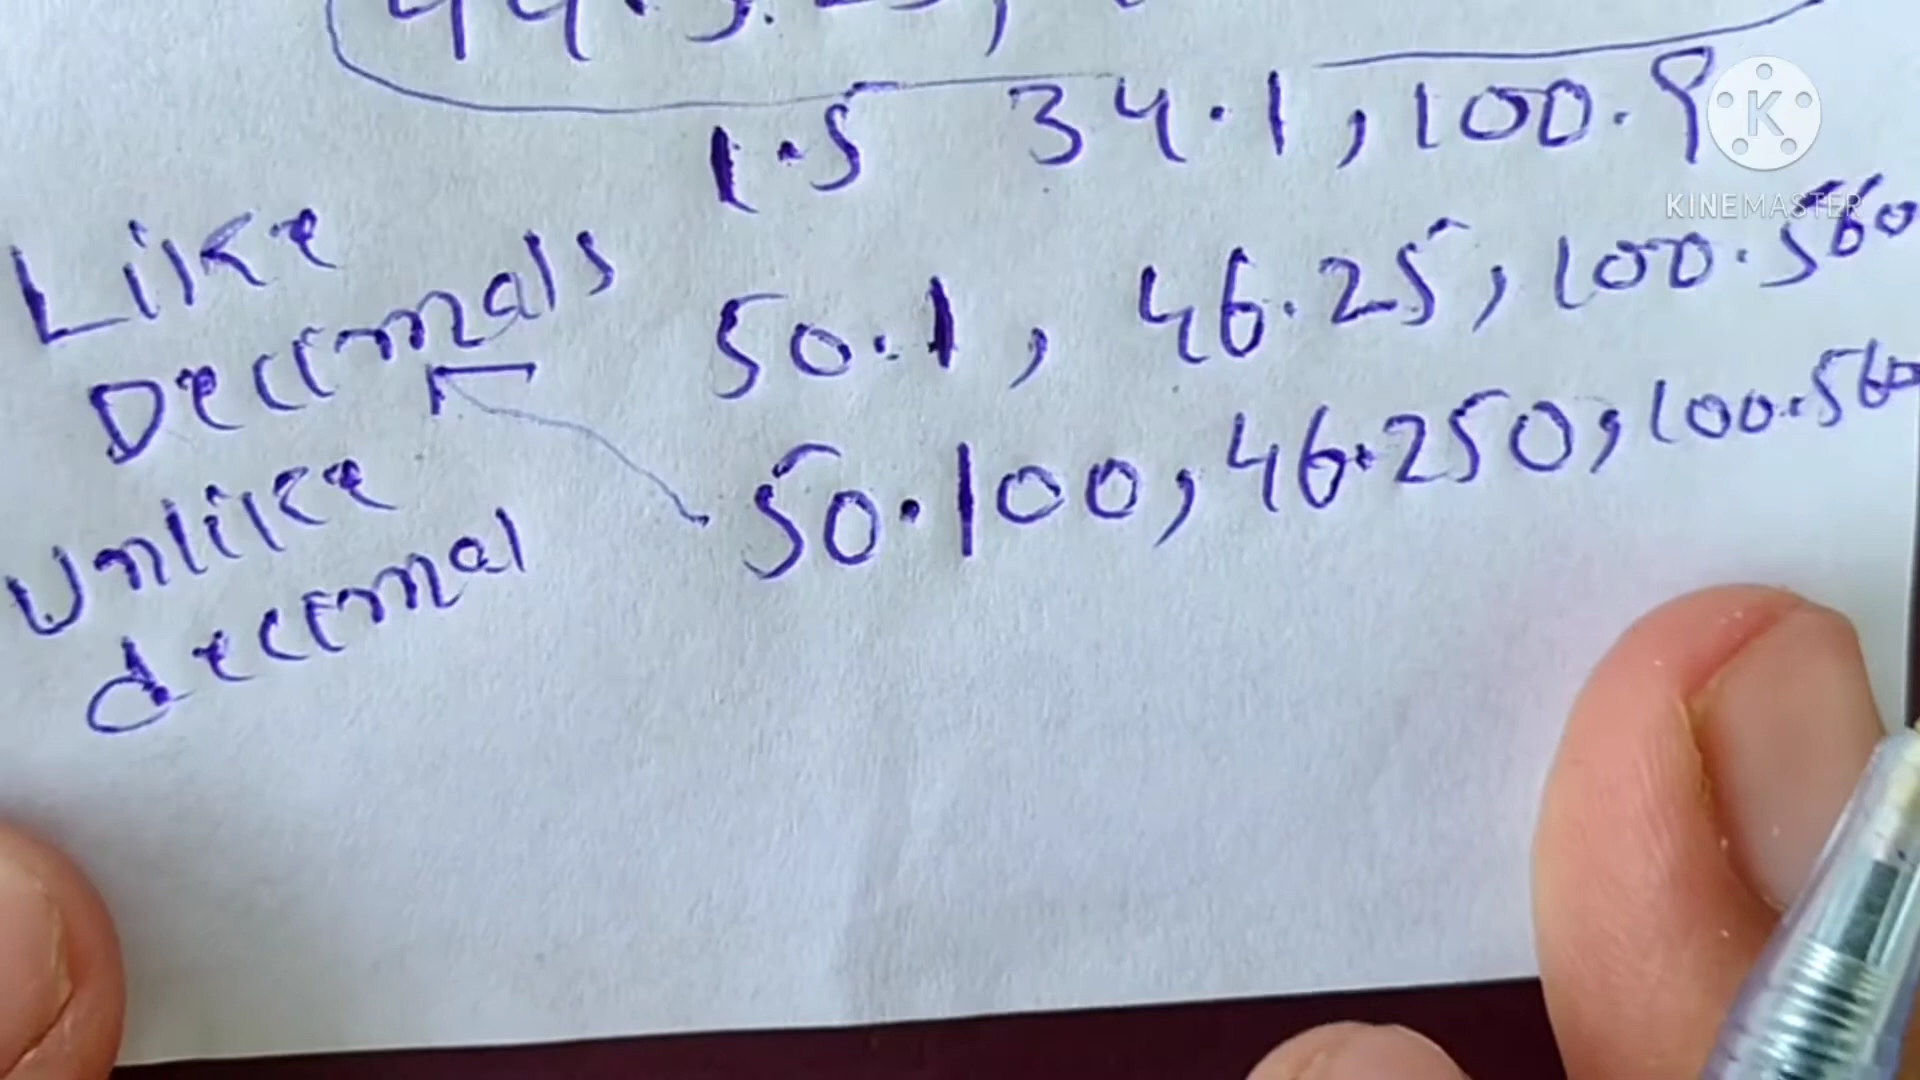 1.5 34.1, 100.9
KINEMASTER
Like
Decimals
50.1, 46.25, 100.560
50.100, 46.250, 100.560
unlike
decimal